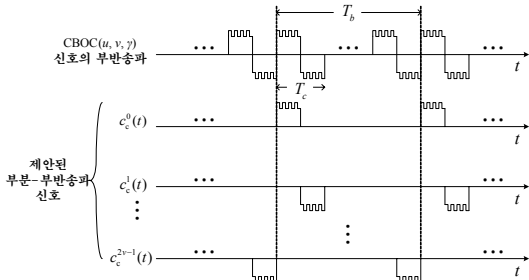 T_b
CBOC(u, v, γ)
신호의 부반송파
t
T_c
c_c^0(t)
t
제안된
부분-부반송파
신호
c_c^1(t)
t
c_c^{2v-1}(t)
t